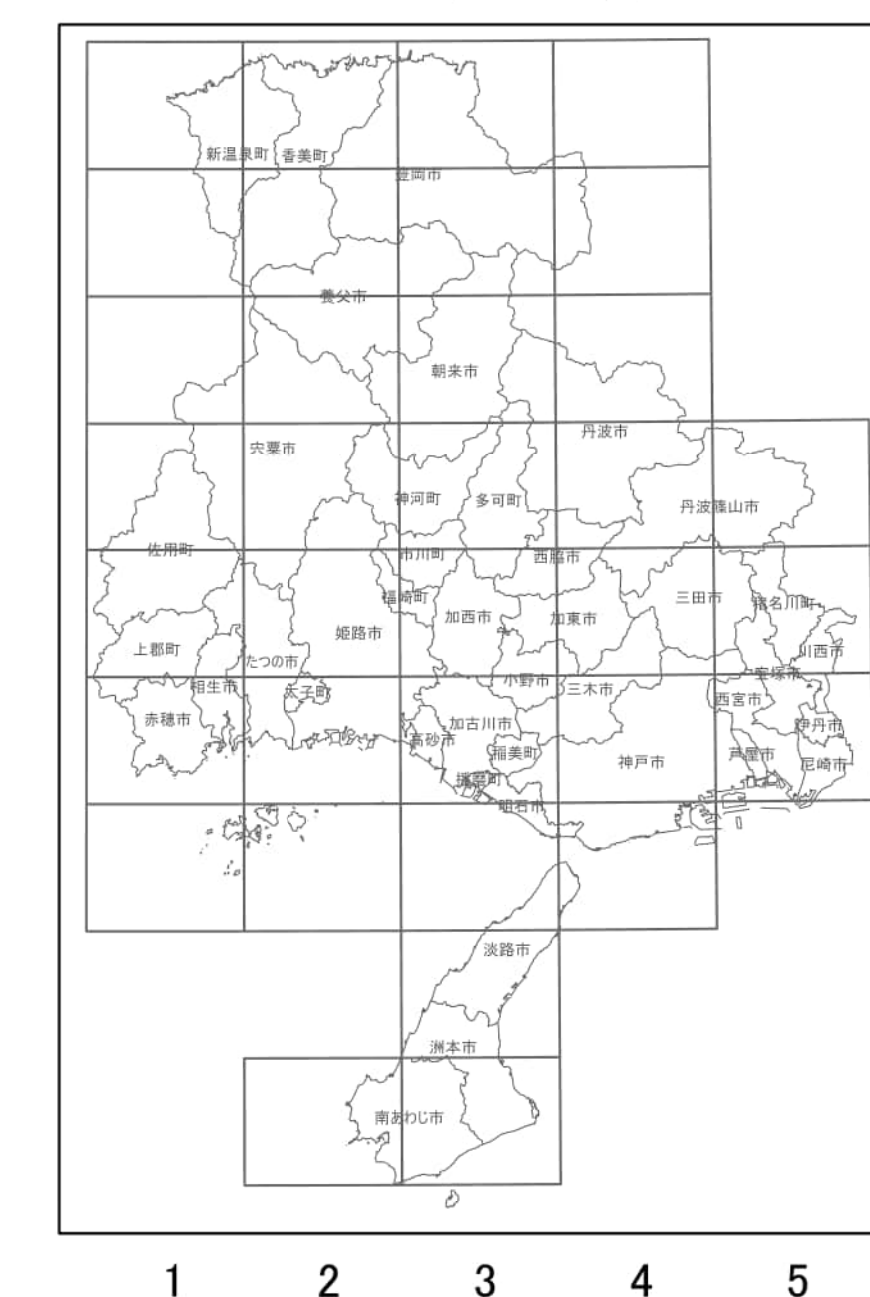 新温泉町
香美町
豊岡市
養父市
朝来市
宍粟市
丹波市
神河町
多可町
丹波篠山市
佐用町
市川町
西脇市
福崎町
加西市
加東市
三田市
猪名川町
上郡町
たつの市
姫路市
川西市
相生市
太子町
小野市
三木市
宝塚市
西宮市
赤穂市
高砂市
加古川市
稲美町
神戸市
芦屋市
伊丹市
尼崎市
播磨町
明石市
淡路市
洲本市
南あわじ市
1 2 3 4 5